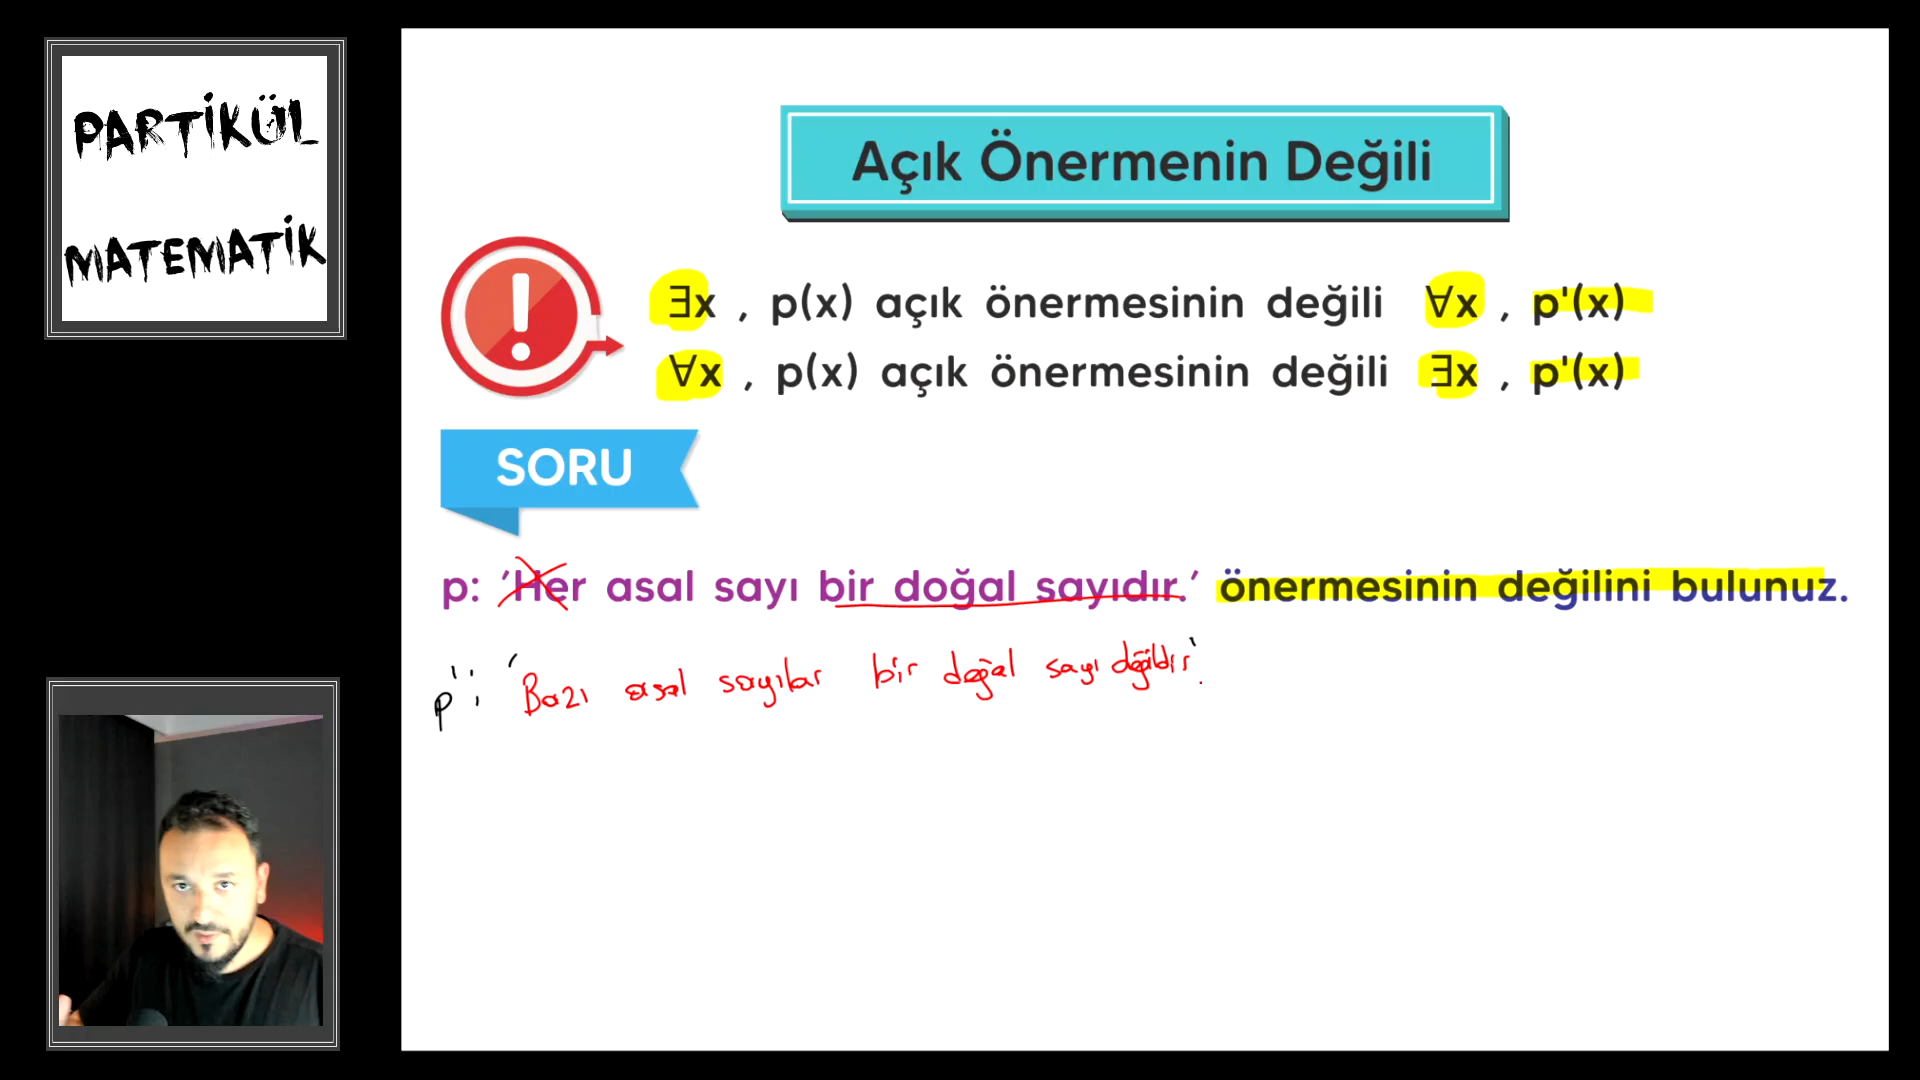 PARTİKÜL
MATEMATİK
Açık Önermenin Değili
∃x , p(x) açık önermesinin değili ∀x , p'(x)
∀x , p(x) açık önermesinin değili ∃x , p'(x)
SORU
p: 'Her asal sayı bir doğal sayıdır.' önermesinin değilini bulunuz.
p': 'Bazı asal sayılar bir doğal sayı değildir.'